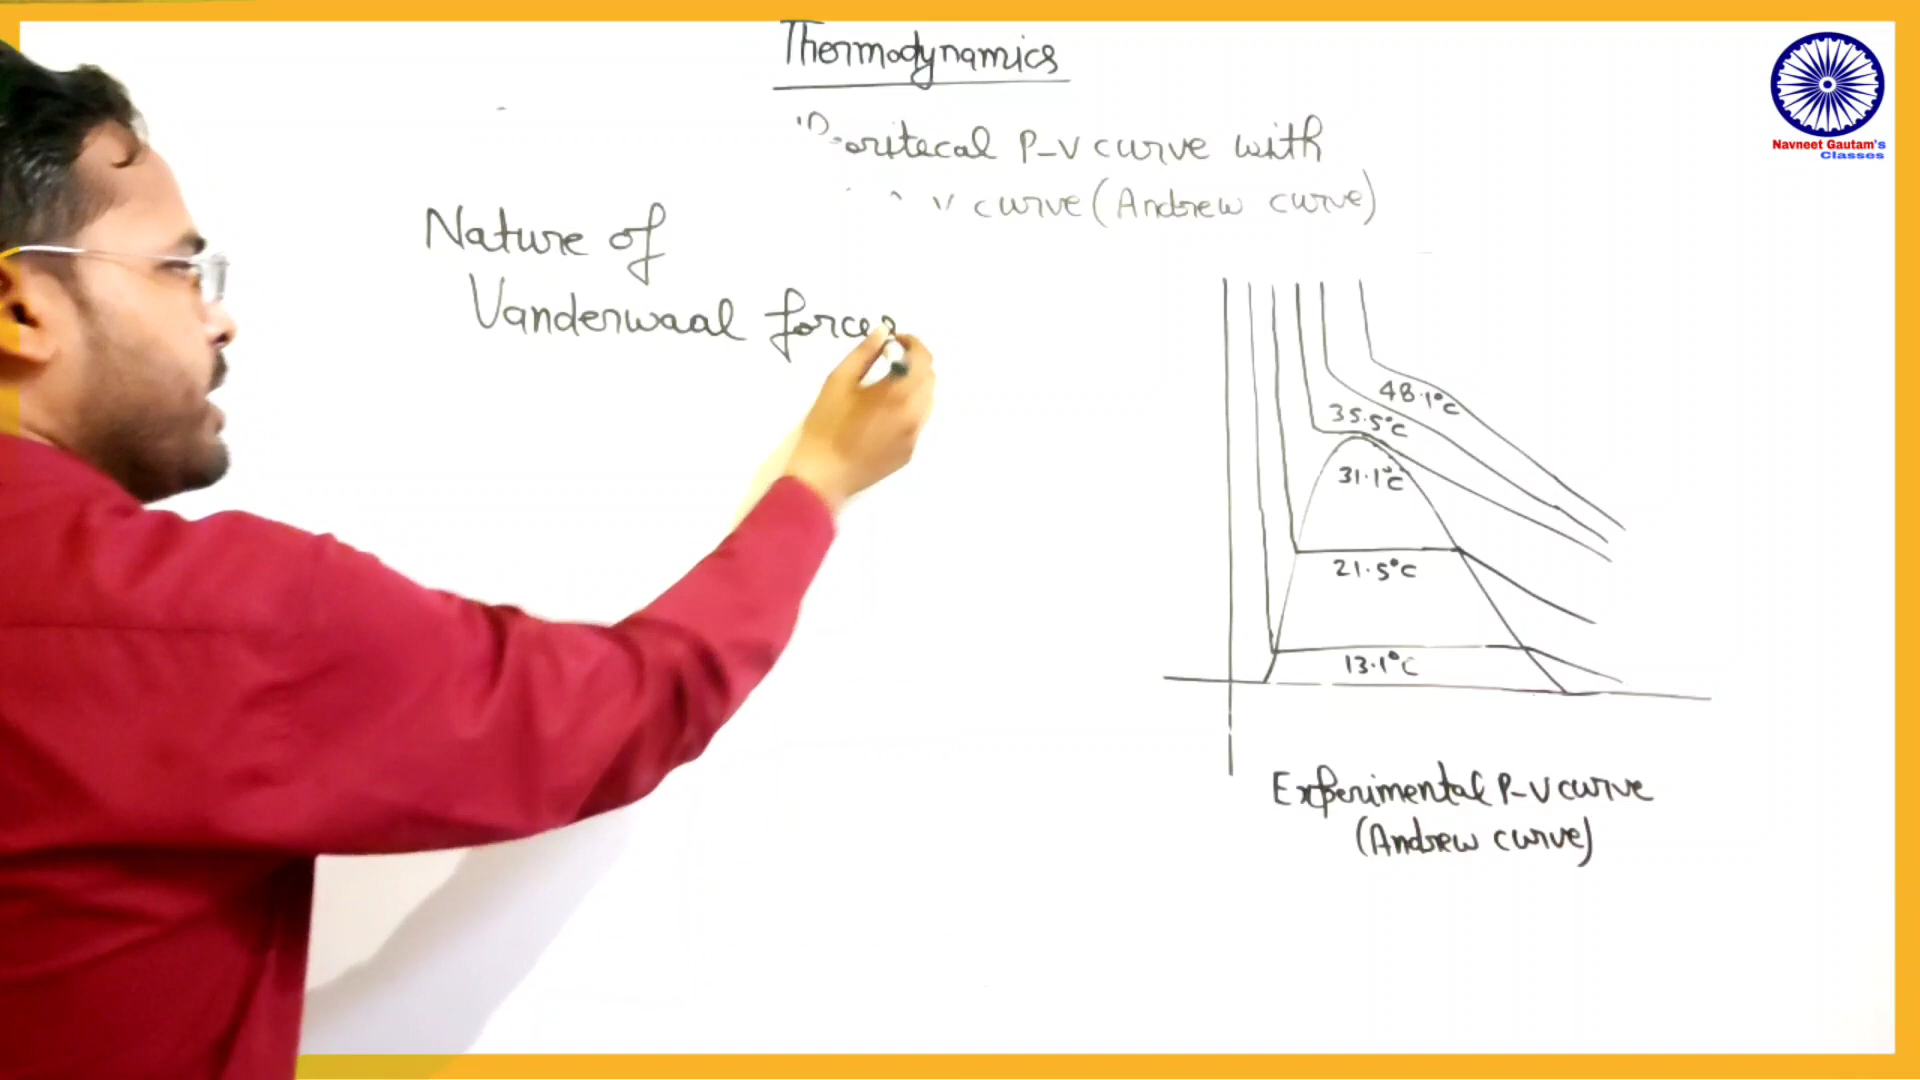 Thermodynamics
P-V curve with
V curve (Andrew curve)
Nature of
Vanderwaal forces
48.1°C
35.5°C
31.1°C
21.5°C
13.1°C
Experimental P-V curve
(Andrew curve)
Navneet Gautam's
Classes